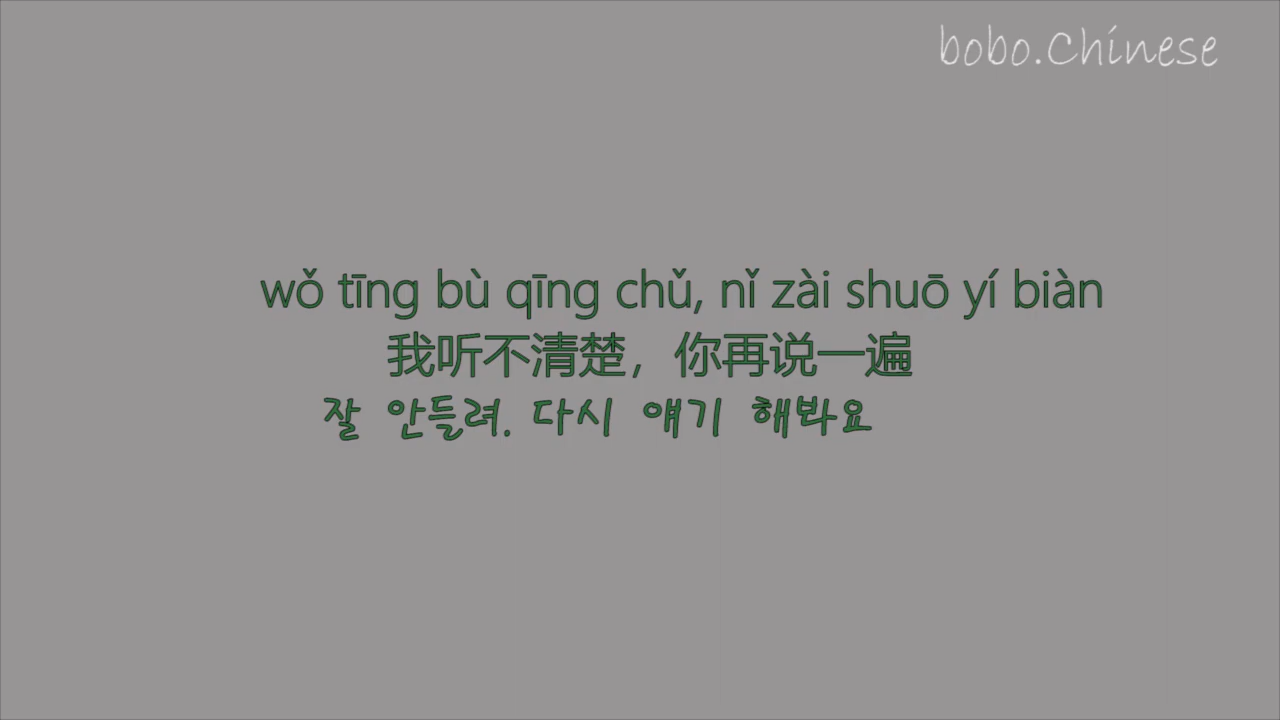 bobo.Chinese
wǒ tīng bù qīng chǔ, nǐ zài shuō yí biàn
我听不清楚，你再说一遍
잘 안들려. 다시 얘기 해봐요